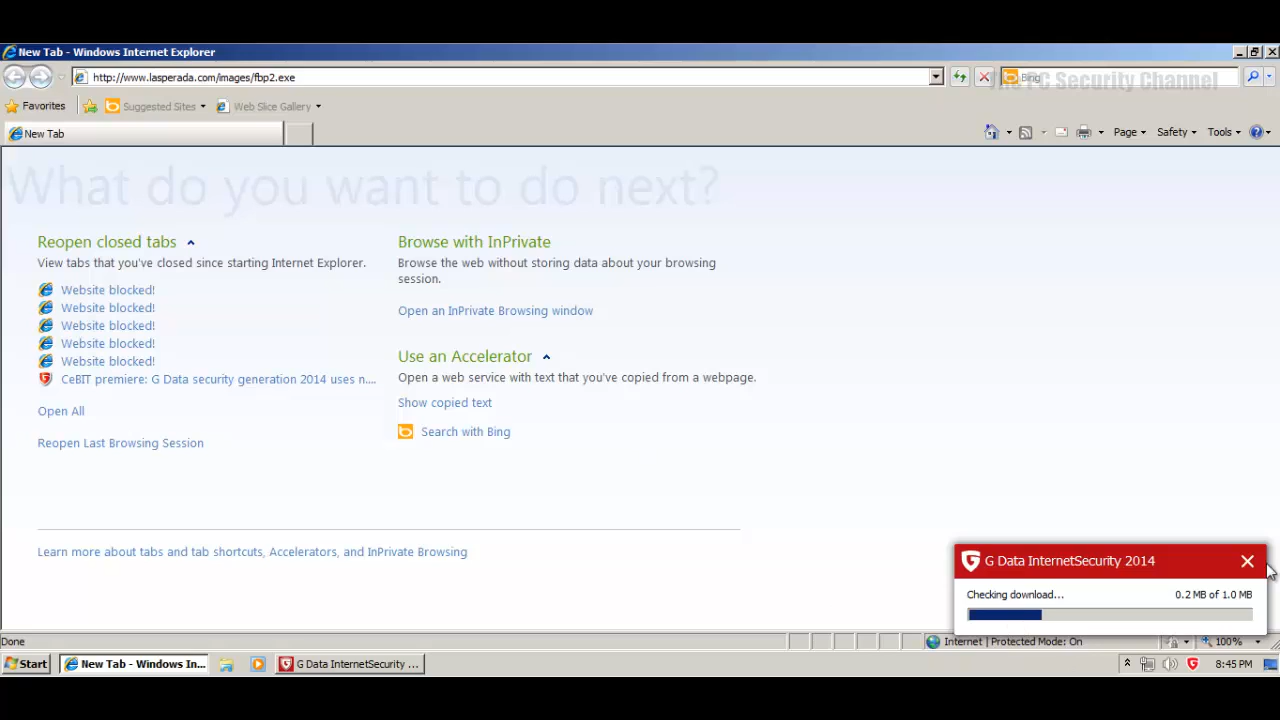 New Tab - Windows Internet Explorer
http://www.lasperada.com/images/fbp2.exe
Bing
The PC Security Channel
Favorites
Suggested Sites
Web Slice Gallery
New Tab
Page
Safety
Tools
What do you want to do next?
Reopen closed tabs
View tabs that you've closed since starting Internet Explorer.
Website blocked!
Website blocked!
Website blocked!
Website blocked!
Website blocked!
CeBIT premiere: G Data security generation 2014 uses n....
Open All
Reopen Last Browsing Session
Browse with InPrivate
Browse the web without storing data about your browsing
session.
Open an InPrivate Browsing window
Use an Accelerator
Open a web service with text that you've copied from a webpage.
Show copied text
Search with Bing
Learn more about tabs and tab shortcuts, Accelerators, and InPrivate Browsing
G Data InternetSecurity 2014
Checking download...
0.2 MB of 1.0 MB
Done
Internet | Protected Mode: On
100%
Start
New Tab - Windows In...
G Data InternetSecurity ...
8:45 PM